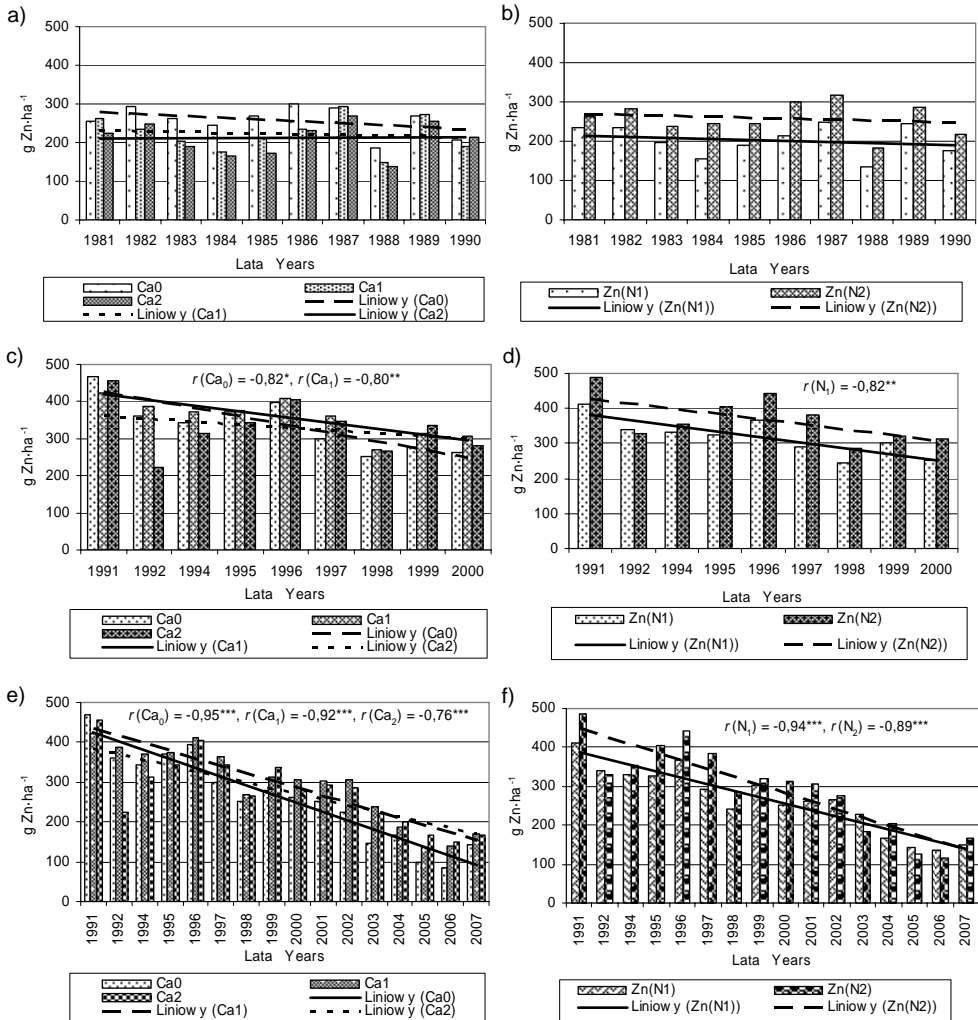 a)
500
400
300
200
100
0
g Zn·ha⁻¹
1981 1982 1983 1984 1985 1986 1987 1988 1989 1990
Lata Years
Ca0 Ca1
Ca2 Liniow y (Ca0)
Liniow y (Ca1) Liniow y (Ca2)
b)
500
400
300
200
100
0
g Zn·ha⁻¹
1981 1982 1983 1984 1985 1986 1987 1988 1989 1990
Lata Years
Zn(N1) Zn(N2)
Liniow y (Zn(N1)) Liniow y (Zn(N2))
c)
r (Ca₀) = -0,82*, r (Ca₁) = -0,80**
600
500
400
300
200
100
0
g Zn·ha⁻¹
1991 1992 1994 1995 1996 1997 1998 1999 2000
Lata Years
Ca0 Ca1
Ca2 Liniow y (Ca0)
Liniow y (Ca1) Liniow y (Ca2)
d)
r (N₁) = -0,82**
600
500
400
300
200
100
0
g Zn·ha⁻¹
1991 1992 1994 1995 1996 1997 1998 1999 2000
Lata Years
Zn(N1) Zn(N2)
Liniow y (Zn(N1)) Liniow y (Zn(N2))
e)
r (Ca₀) = -0,95***, r (Ca₁) = -0,92***, r (Ca₂) = -0,76***
500
400
300
200
100
0
g Zn·ha⁻¹
1991 1992 1994 1995 1996 1997 1998 1999 2000 2001 2002 2003 2004 2005 2006 2007
Lata Years
Ca0 Ca1
Ca2 Liniow y (Ca0)
Liniow y (Ca1) Liniow y (Ca2)
f)
r (N₁) = -0,94***, r (N₂) = -0,89***
500
400
300
200
100
0
g Zn·ha⁻¹
1991 1992 1994 1995 1996 1997 1998 1999 2000 2001 2002 2003 2004 2005 2006 2007
Lata Years
Zn(N1) Zn(N2)
Liniow y (Zn(N1)) Liniow y (Zn(N2))